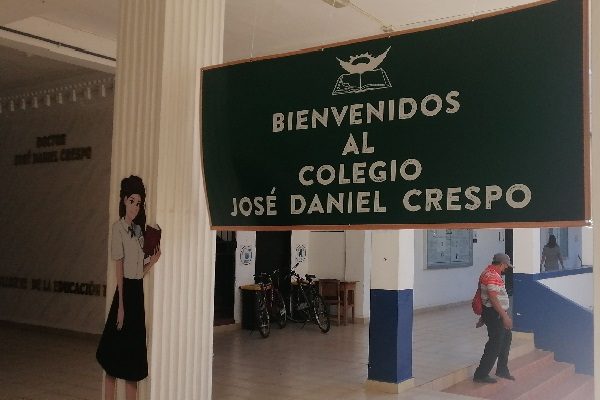 BIENVENIDOS
AL
COLEGIO
JOSÉ DANIEL CRESPO
DOCTOR
JOSÉ DANIEL CRESPO
DE LA EDUCACIÓN